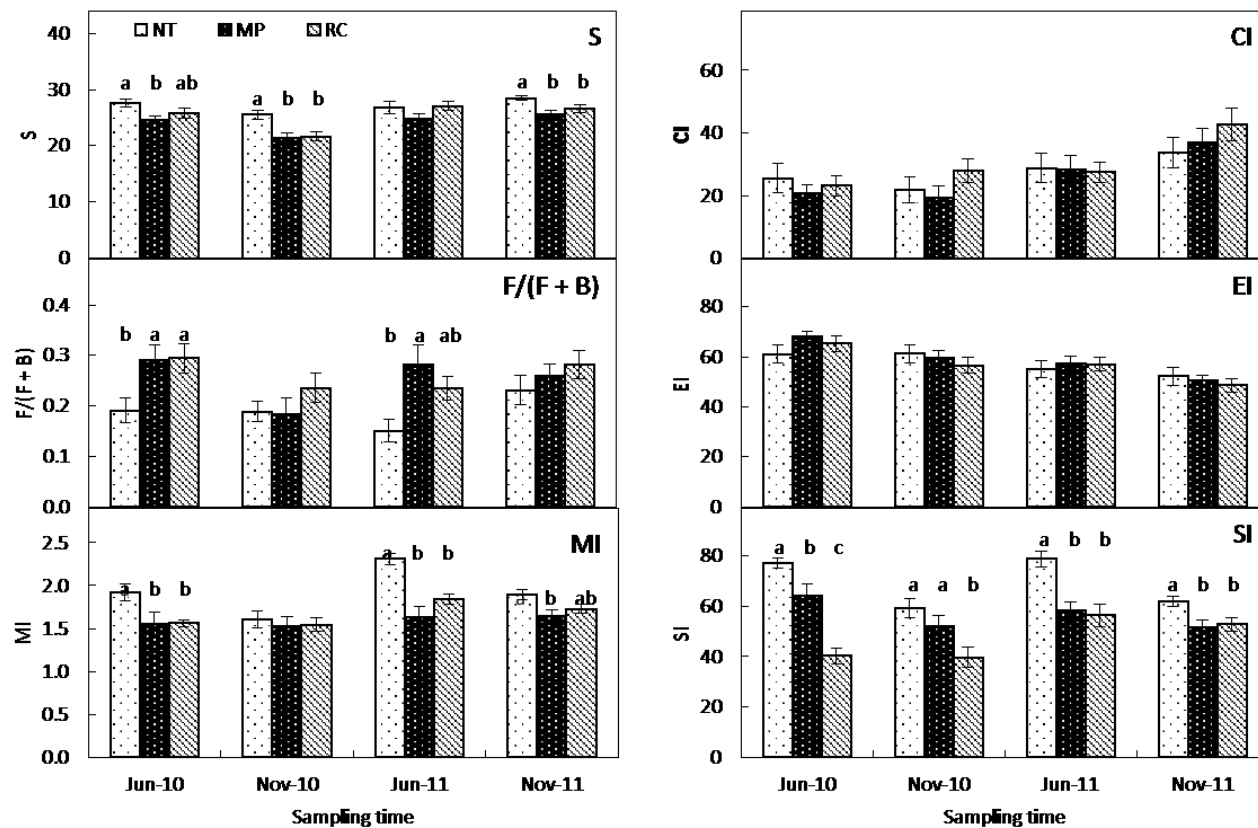 NT MP RC
S
S
40
30
20
10
0
a b ab a b b a b b
F/(F + B)
F/(F + B)
0.4
0.3
0.2
0.1
0.0
b a a b a ab
MI
MI
2.5
2.0
1.5
1.0
0.5
0.0
a b b a b b b ab
Jun-10 Nov-10 Jun-11 Nov-11
Sampling time
CI
CI
60
40
20
0
EI
EI
80
60
40
20
0
SI
SI
80
60
40
20
0
a b c a a b a b b a b b
Jun-10 Nov-10 Jun-11 Nov-11
Sampling time